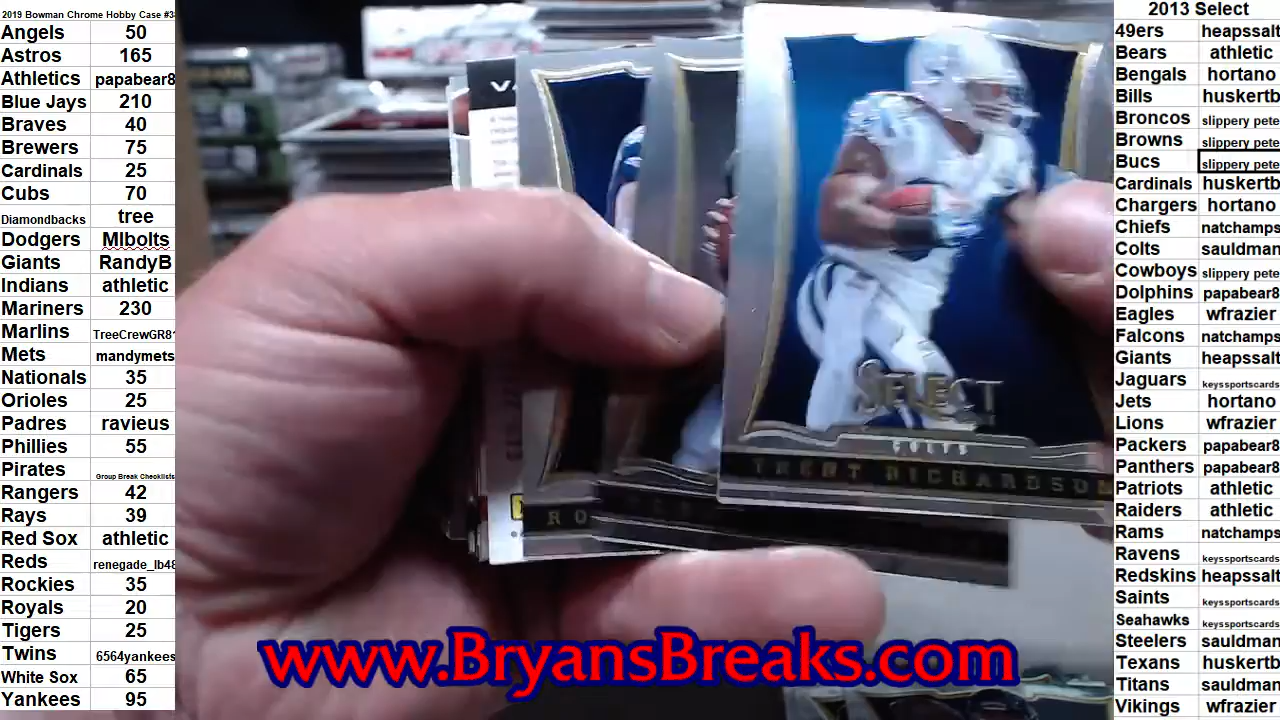 2019 Bowman Chrome Hobby Case #3
Angels 50
Astros 165
Athletics papabear8
Blue Jays 210
Braves 40
Brewers 75
Cardinals 25
Cubs 70
Diamondbacks tree
Dodgers Mlbolts
Giants RandyB
Indians athletic
Mariners 230
Marlins TreeCrewGR8
Mets mandymets
Nationals 35
Orioles 25
Padres ravieus
Phillies 55
Pirates Group Break Checklists
Rangers 42
Rays 39
Red Sox athletic
Reds renegade_lb48
Rockies 35
Royals 20
Tigers 25
Twins 6564yankees
White Sox 65
Yankees 95
SELECT
COLTS
TRENT RICHARDSON
RO
www.BryansBreaks.com
2013 Select
49ers heapssalt
Bears athletic
Bengals hortano
Bills huskertb
Broncos slippery pete
Browns slippery pete
Bucs slippery pete
Cardinals huskertb
Chargers hortano
Chiefs natchamps
Colts sauldman
Cowboys slippery pete
Dolphins papabear8
Eagles wfrazier
Falcons natchamps
Giants heapssalt
Jaguars keyssportscards
Jets hortano
Lions wfrazier
Packers papabear8
Panthers papabear8
Patriots athletic
Raiders athletic
Rams natchamps
Ravens keyssportscards
Redskins heapssalt
Saints keyssportscards
Seahawks keyssportscards
Steelers sauldman
Texans huskertb
Titans sauldman
Vikings wfrazier